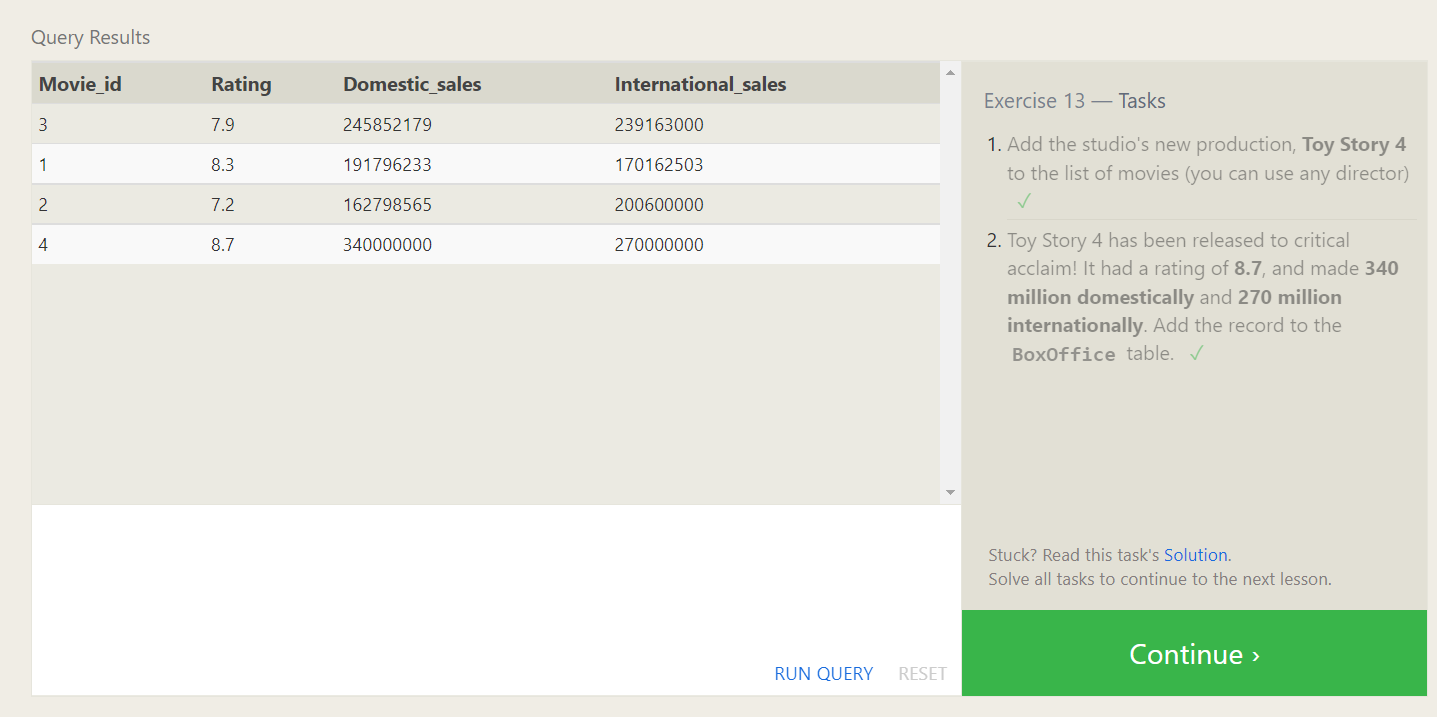 Query Results
Movie_id Rating Domestic_sales International_sales
3 7.9 245852179 239163000
1 8.3 191796233 170162503
2 7.2 162798565 200600000
4 8.7 340000000 270000000
RUN QUERY RESET
Exercise 13 — Tasks
1. Add the studio's new production, Toy Story 4
to the list of movies (you can use any director)
✓
2. Toy Story 4 has been released to critical
acclaim! It had a rating of 8.7, and made 340
million domestically and 270 million
internationally. Add the record to the
BoxOffice table. ✓
Stuck? Read this task's Solution.
Solve all tasks to continue to the next lesson.
Continue ›